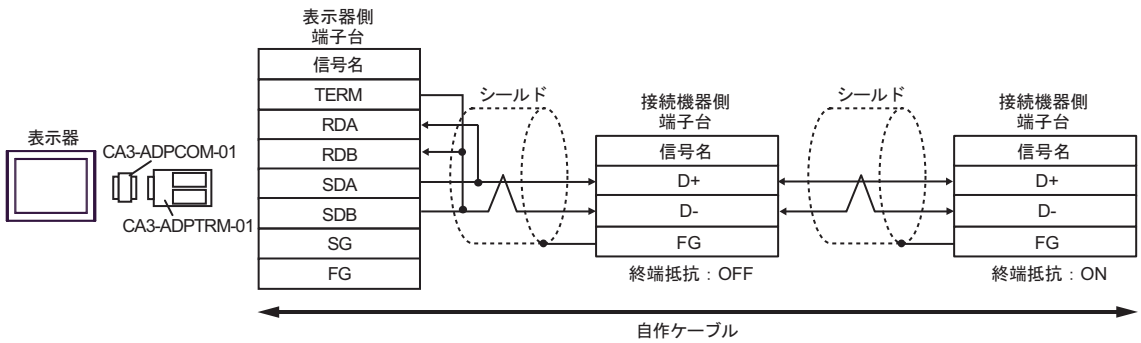 表示器
CA3-ADPCOM-01
CA3-ADPTRM-01
表示器側
端子台
信号名
TERM
RDA
RDB
SDA
SDB
SG
FG
シールド
接続機器側
端子台
信号名
D+
D-
FG
終端抵抗：OFF
シールド
接続機器側
端子台
信号名
D+
D-
FG
終端抵抗：ON
自作ケーブル